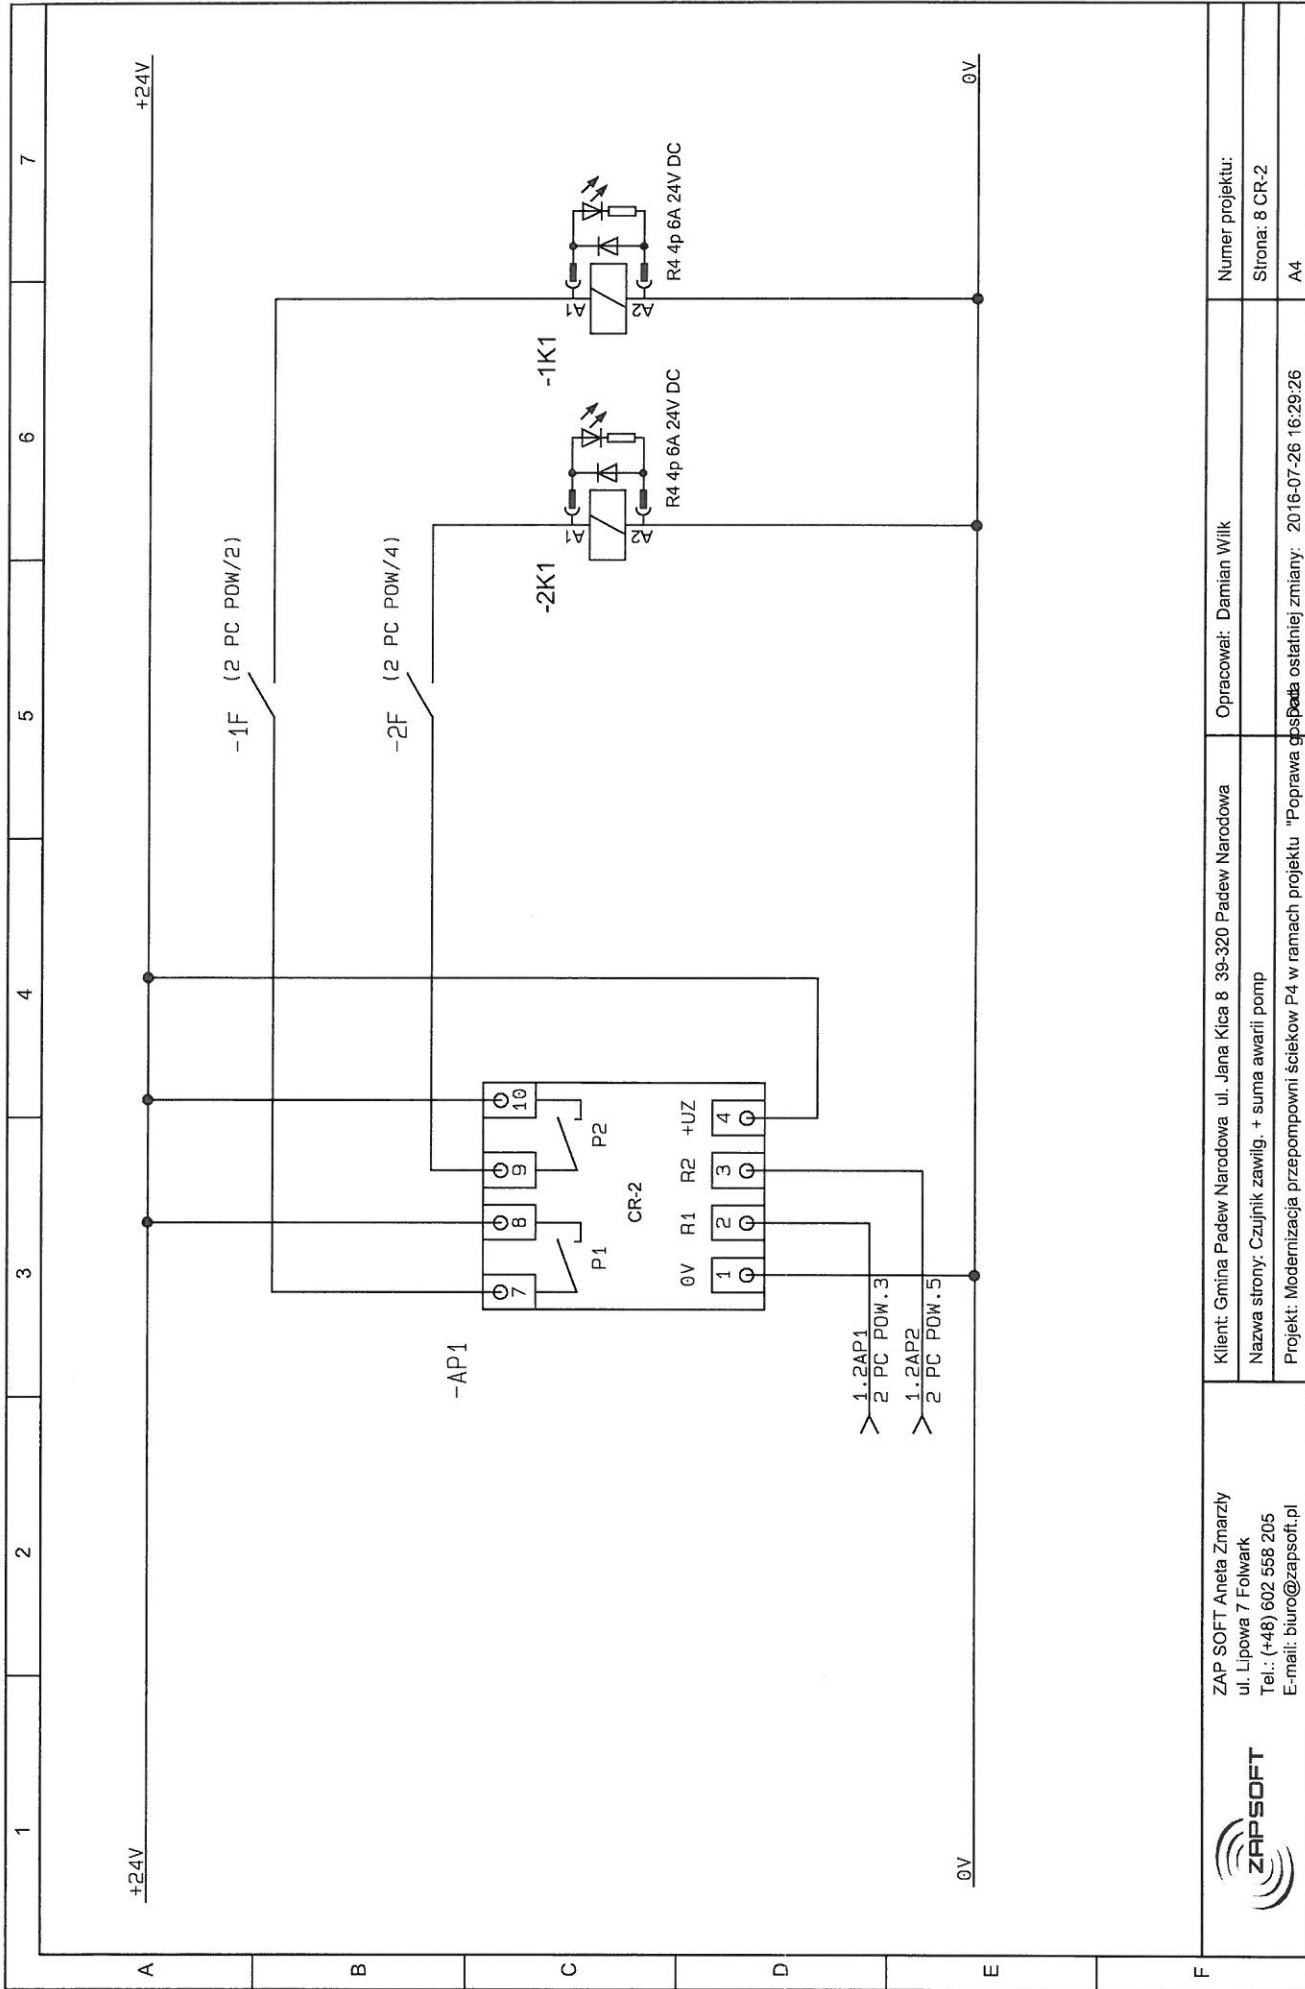 1 2 3 4 5 6 7
A
B
C
D
E
F
+24V +24V
-1F (2 PC POW/2)
-2F (2 PC POW/4)
-AP1
7 8 9 10
P1 P2
CR-2
0V R1 R2 +UZ
1 2 3 4
-2K1
A1
A2
R4 4p 6A 24V DC
-1K1
A1
A2
R4 4p 6A 24V DC
1.2AP1
2 PC POW.3
1.2AP2
2 PC POW.5
0V 0V
ZAPSOFT
ZAP SOFT Aneta Zmarzły
ul. Lipowa 7 Folwark
Tel.: (+48) 602 558 205
E-mail: biuro@zapsoft.pl
Klient: Gmina Padew Narodowa ul. Jana Kica 8 39-320 Padew Narodowa
Opracował: Damian Wilk
Numer projektu:
Nazwa strony: Czujnik zawilg. + suma awarii pomp
Strona: 8 CR-2
Projekt: Modernizacja przepompowni ściekow P4 w ramach projektu "Poprawa gospoda
Data ostatniej zmiany: 2016-07-26 16:29:26
A4